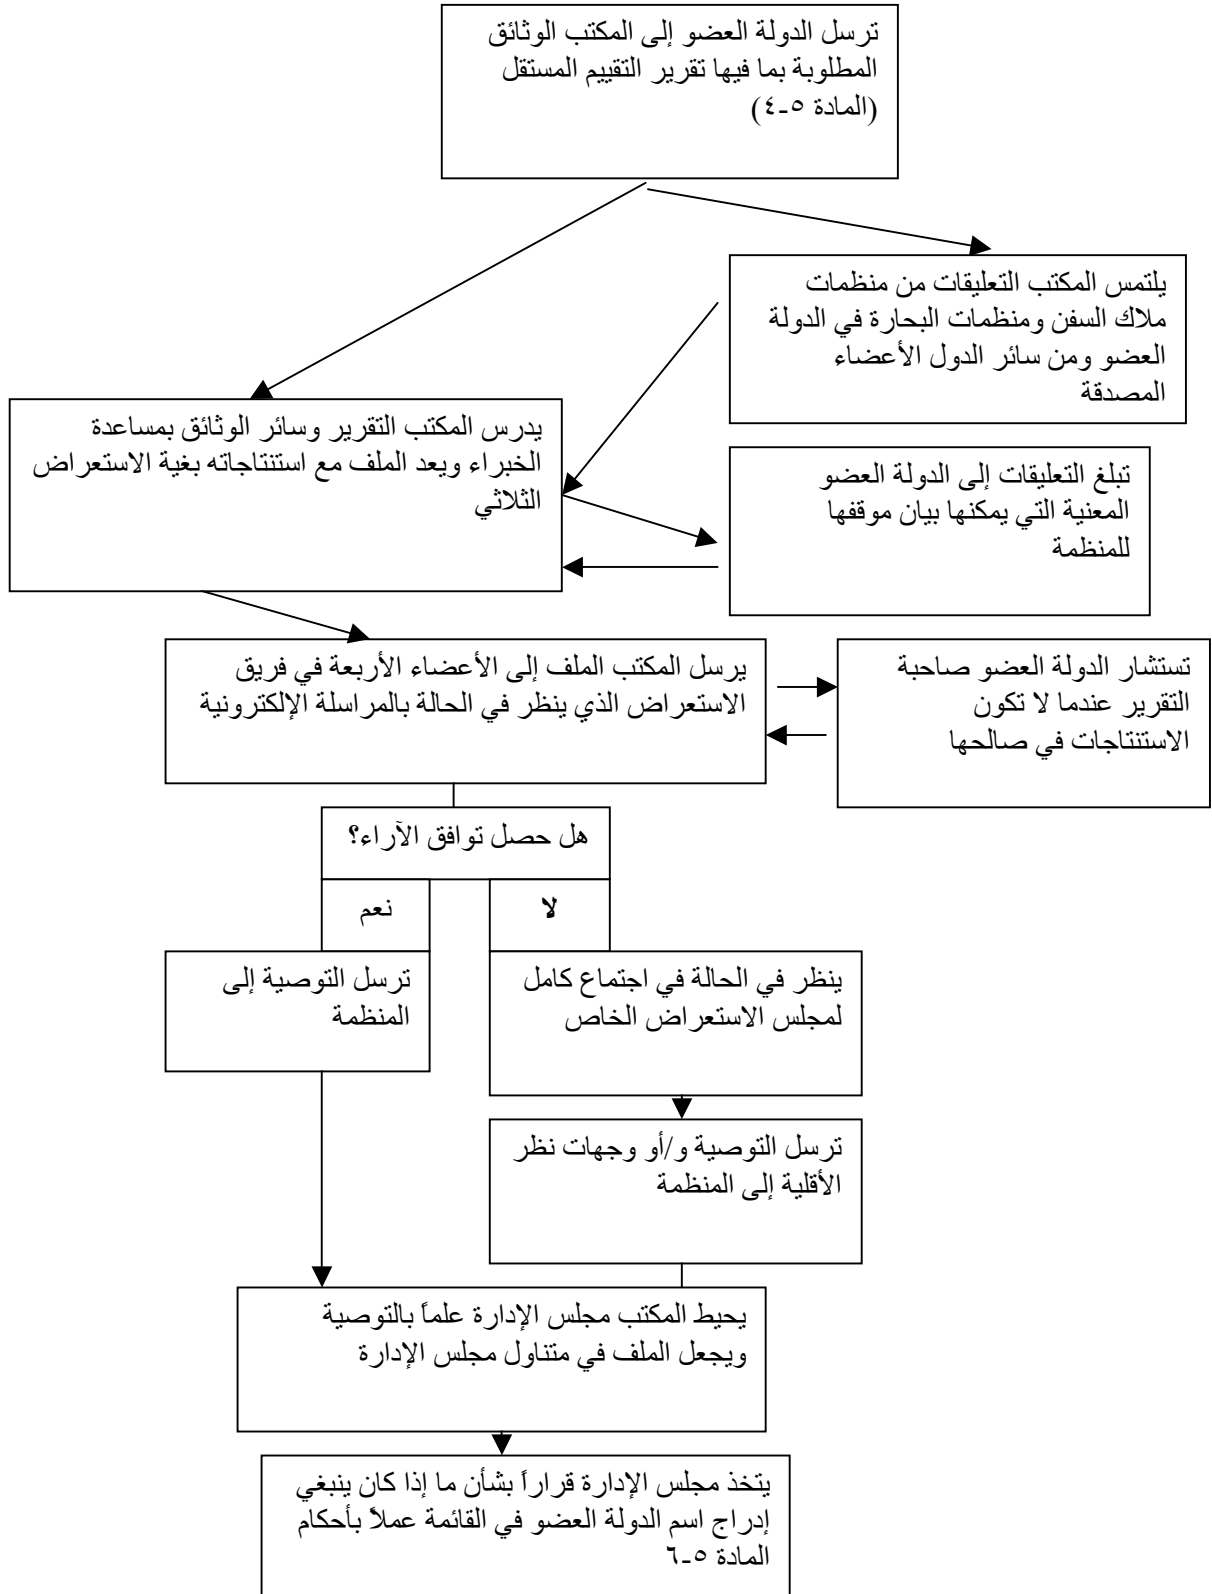 ترسل الدولة العضو إلى المكتب الوثائق
المطلوبة بما فيها تقرير التقييم المستقل
(المادة ٥-٤)
يلتمس المكتب التعليقات من منظمات
ملاك السفن ومنظمات البحارة في الدولة
العضو ومن سائر الدول الأعضاء
المصدقة
يدرس المكتب التقرير وسائر الوثائق بمساعدة
الخبراء ويعد الملف مع استنتاجاته بغية الاستعراض
الثلاثي
تبلغ التعليقات إلى الدولة العضو
المعنية التي يمكنها بيان موقفها
للمنظمة
يرسل المكتب الملف إلى الأعضاء الأربعة في فريق
الاستعراض الذي ينظر في الحالة بالمراسلة الإلكترونية
تستشار الدولة العضو صاحبة
التقرير عندما لا تكون
الاستنتاجات في صالحها
هل حصل توافق الآراء؟
لا
نعم
ينظر في الحالة في اجتماع كامل
لمجلس الاستعراض الخاص
ترسل التوصية إلى
المنظمة
ترسل التوصية و/أو وجهات نظر
الأقلية إلى المنظمة
يحيط المكتب مجلس الإدارة علماً بالتوصية
ويجعل الملف في متناول مجلس الإدارة
يتخذ مجلس الإدارة قراراً بشأن ما إذا كان ينبغي
إدراج اسم الدولة العضو في القائمة عملاً بأحكام
المادة ٥-٦